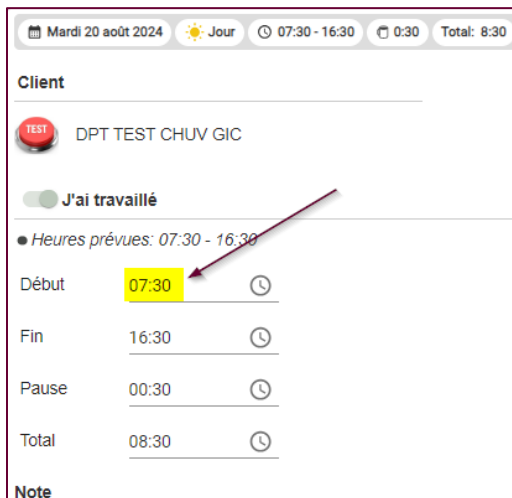 Mardi 20 août 2024 Jour 07:30 - 16:30 0:30 Total: 8:30
Client
TEST DPT TEST CHUV GIC
J'ai travaillé
• Heures prévues: 07:30 - 16:30
Début 07:30
Fin 16:30
Pause 00:30
Total 08:30
Note